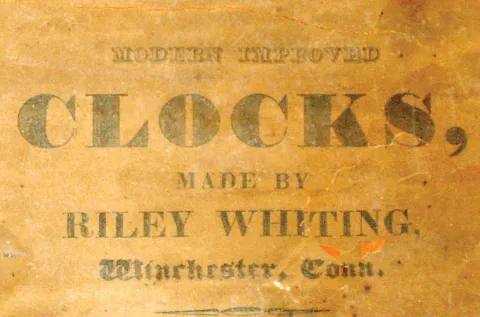 MODERN IMPROVED
CLOCKS,
MADE BY
RILEY WHITING,
Winchester, Conn.